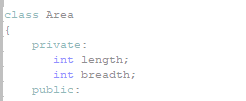 class Area
{
    private:
        int length;
        int breadth;
    public: